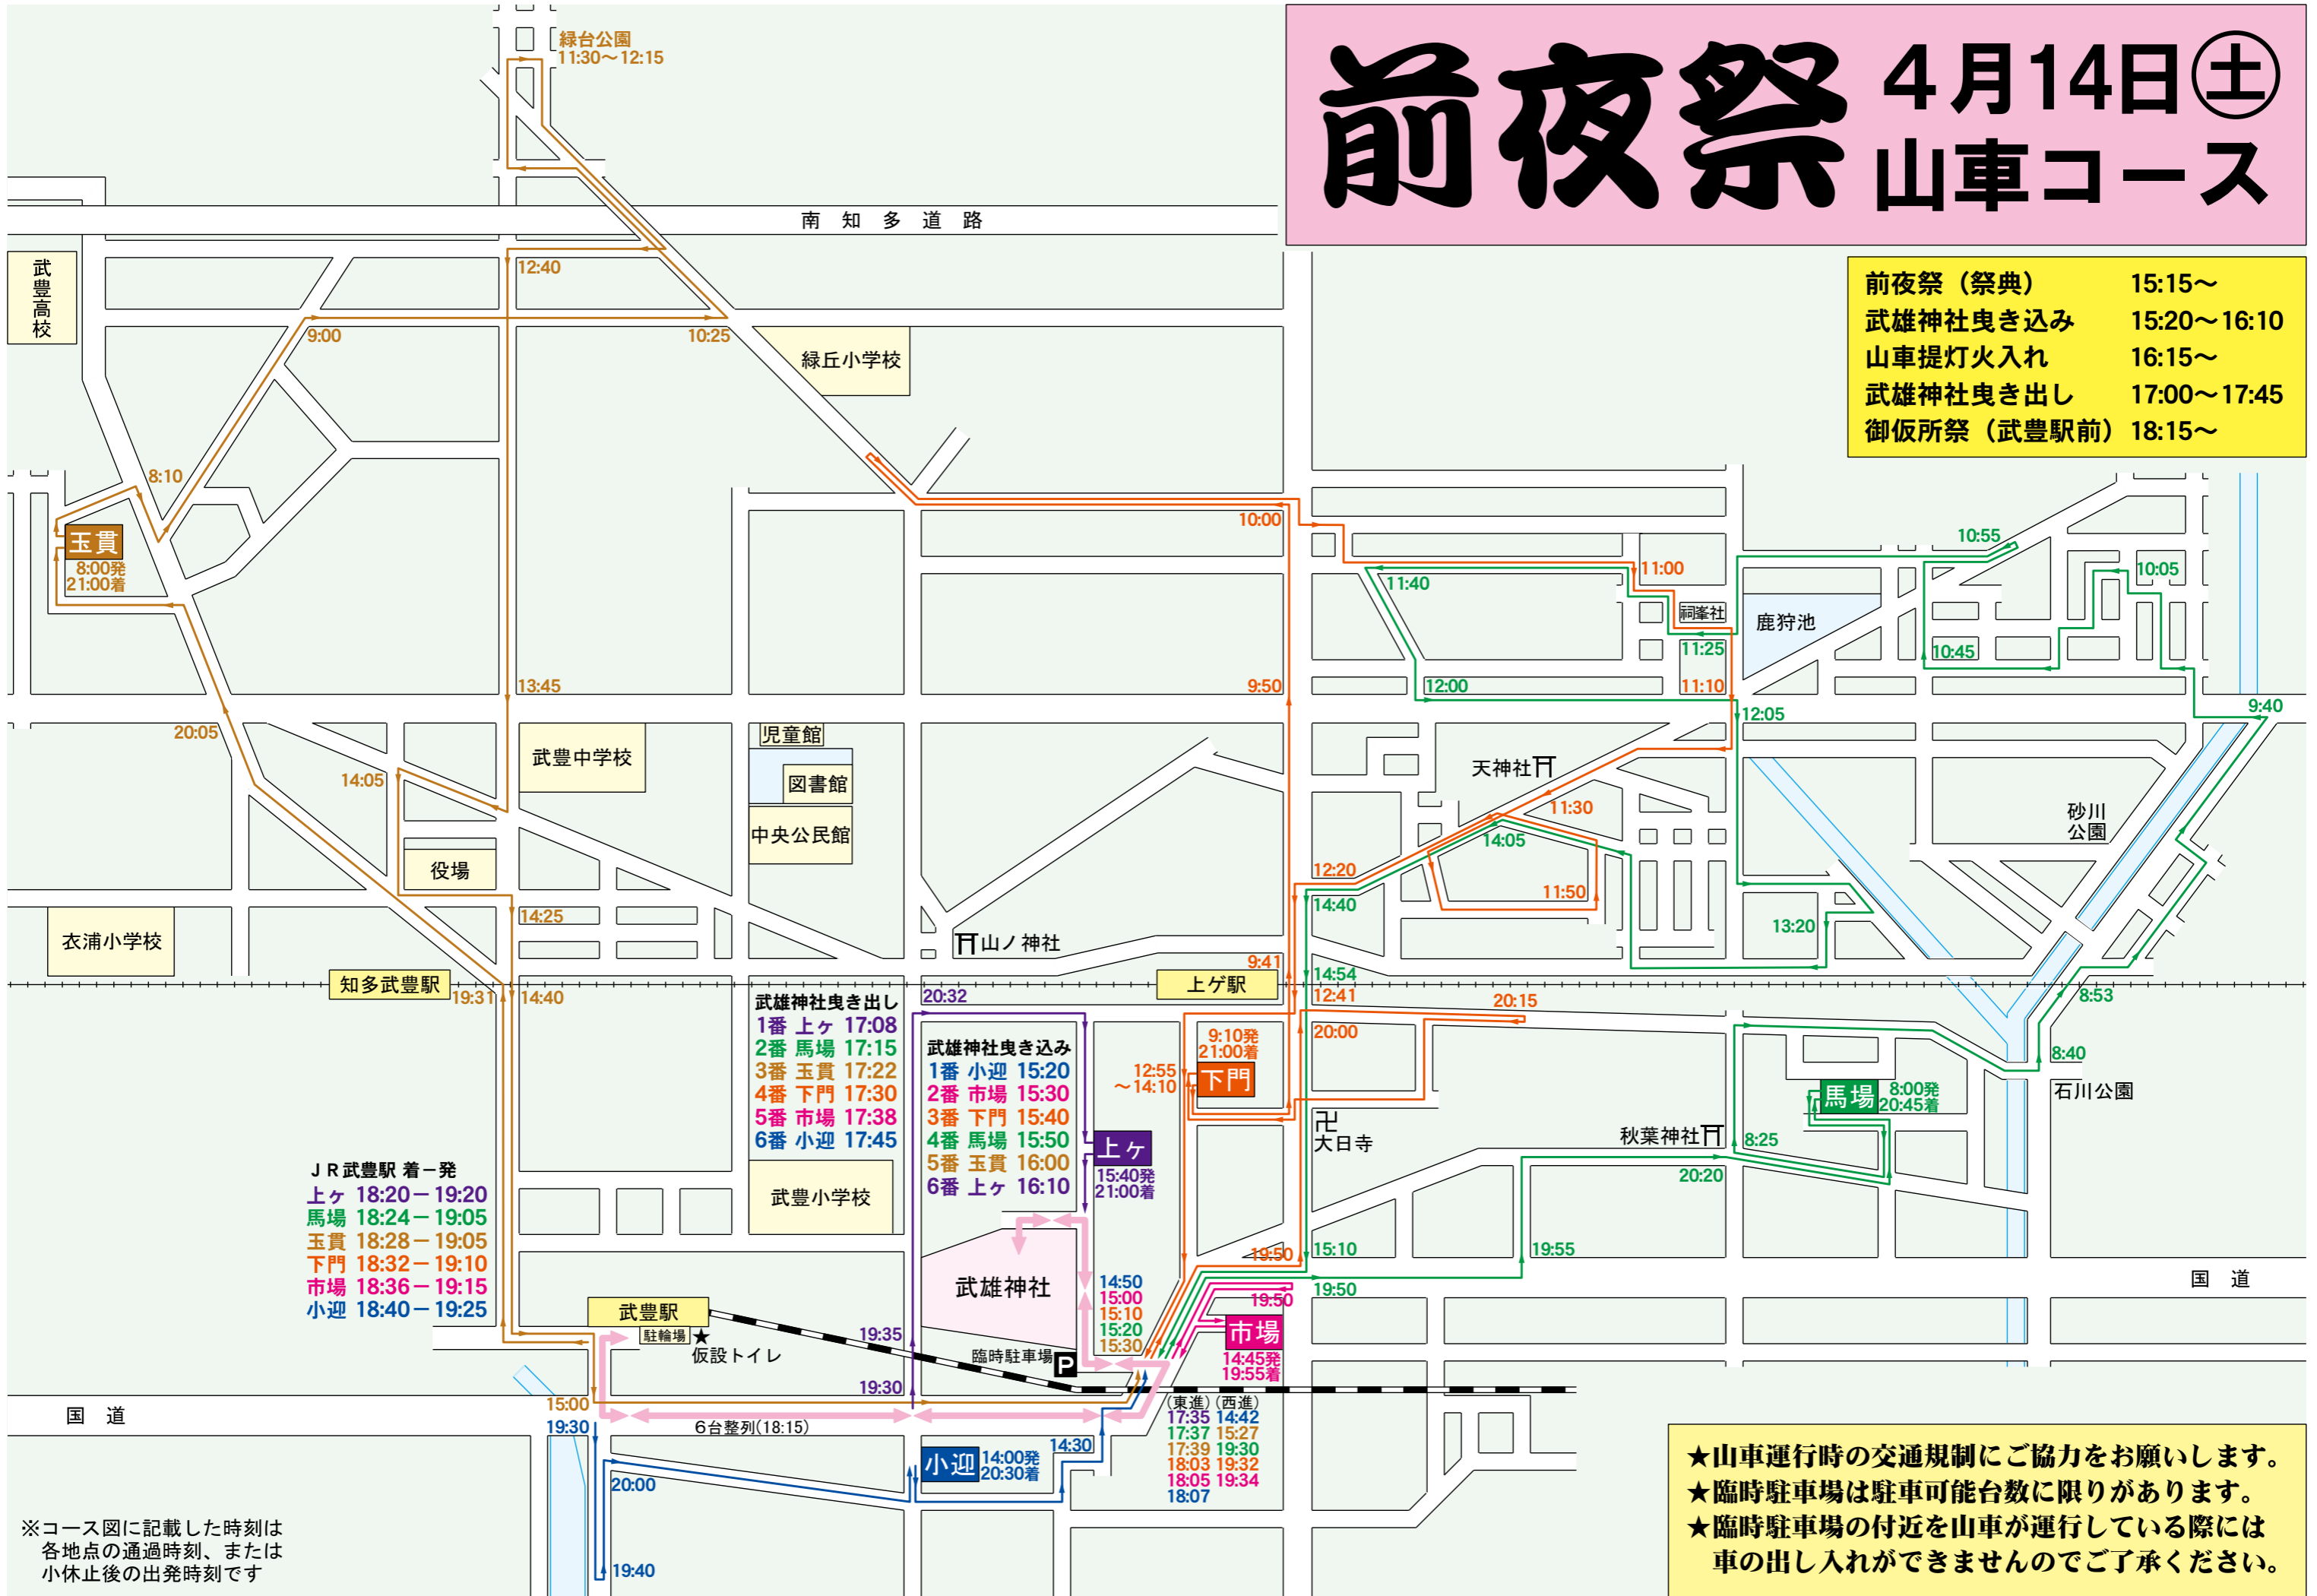 前夜祭
4月14日㊏
山車コース
前夜祭（祭典） 15:15～
武雄神社曳き込み 15:20～16:10
山車提灯火入れ 16:15～
武雄神社曳き出し 17:00～17:45
御仮所祭（武豊駅前） 18:15～
緑台公園
11:30～12:15
南知多道路
武豊高校
12:40
9:00
10:25
緑丘小学校
8:10
玉貫
8:00発
21:00着
10:00
11:00
11:40
祠峯社
鹿狩池
10:55
10:05
11:25
10:45
13:45
9:50
12:00
11:10
12:05
9:40
20:05
武豊中学校
児童館
図書館
中央公民館
14:05
役場
天神社
11:30
14:05
砂川
公園
12:20
11:50
14:40
14:25
13:20
衣浦小学校
山ノ神社
9:41
14:54
知多武豊駅
19:31
14:40
上ゲ駅
12:41
20:15
8:53
武雄神社曳き出し
1番 上ヶ 17:08
2番 馬場 17:15
3番 玉貫 17:22
4番 下門 17:30
5番 市場 17:38
6番 小迎 17:45
20:32
武雄神社曳き込み
1番 小迎 15:20
2番 市場 15:30
3番 下門 15:40
4番 馬場 15:50
5番 玉貫 16:00
6番 上ヶ 16:10
9:10発
21:00着
下門
12:55
～14:10
20:00
8:40
石川公園
馬場
8:00発
20:45着
卍
大日寺
秋葉神社
8:25
20:20
上ヶ
15:40発
21:00着
ＪＲ武豊駅 着－発
上ヶ 18:20－19:20
馬場 18:24－19:05
玉貫 18:28－19:05
下門 18:32－19:10
市場 18:36－19:15
小迎 18:40－19:25
武豊小学校
武雄神社
19:50
15:10
19:55
国道
14:50
15:00
15:10
15:20
15:30
19:50
19:50
市場
14:45発
19:55着
武豊駅
駐輪場
★
仮設トイレ
19:35
臨時駐車場 P
19:30
国道
15:00
19:30
6台整列(18:15)
(東進) (西進)
17:35 14:42
17:37 15:27
17:39 19:30
18:03 19:32
18:05 19:34
18:07
小迎
14:00発
20:30着
14:30
20:00
19:40
※コース図に記載した時刻は
各地点の通過時刻、または
小休止後の出発時刻です
★山車運行時の交通規制にご協力をお願いします。
★臨時駐車場は駐車可能台数に限りがあります。
★臨時駐車場の付近を山車が運行している際には
車の出し入れができませんのでご了承ください。